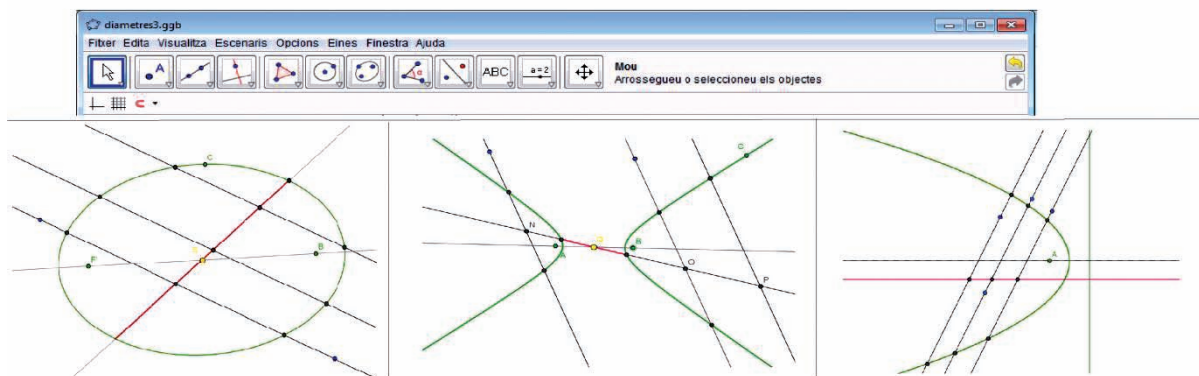 diametres3.ggb
Fitxer Edita Visualitza Escenaris Opcions Eines Finestra Ajuda
A
ABC
a = 2
Mou
Arrossegueu o seleccioneu els objectes
C
B
G
N
A
B
O
P
A